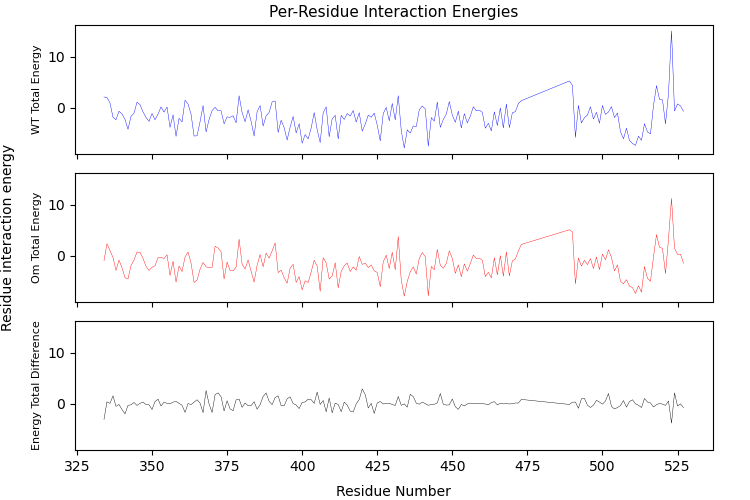 Per-Residue Interaction Energies
Residue interaction energy
WT Total Energy
10
0
Om Total Energy
10
0
Energy Total Difference
10
0
325 350 375 400 425 450 475 500 525
Residue Number